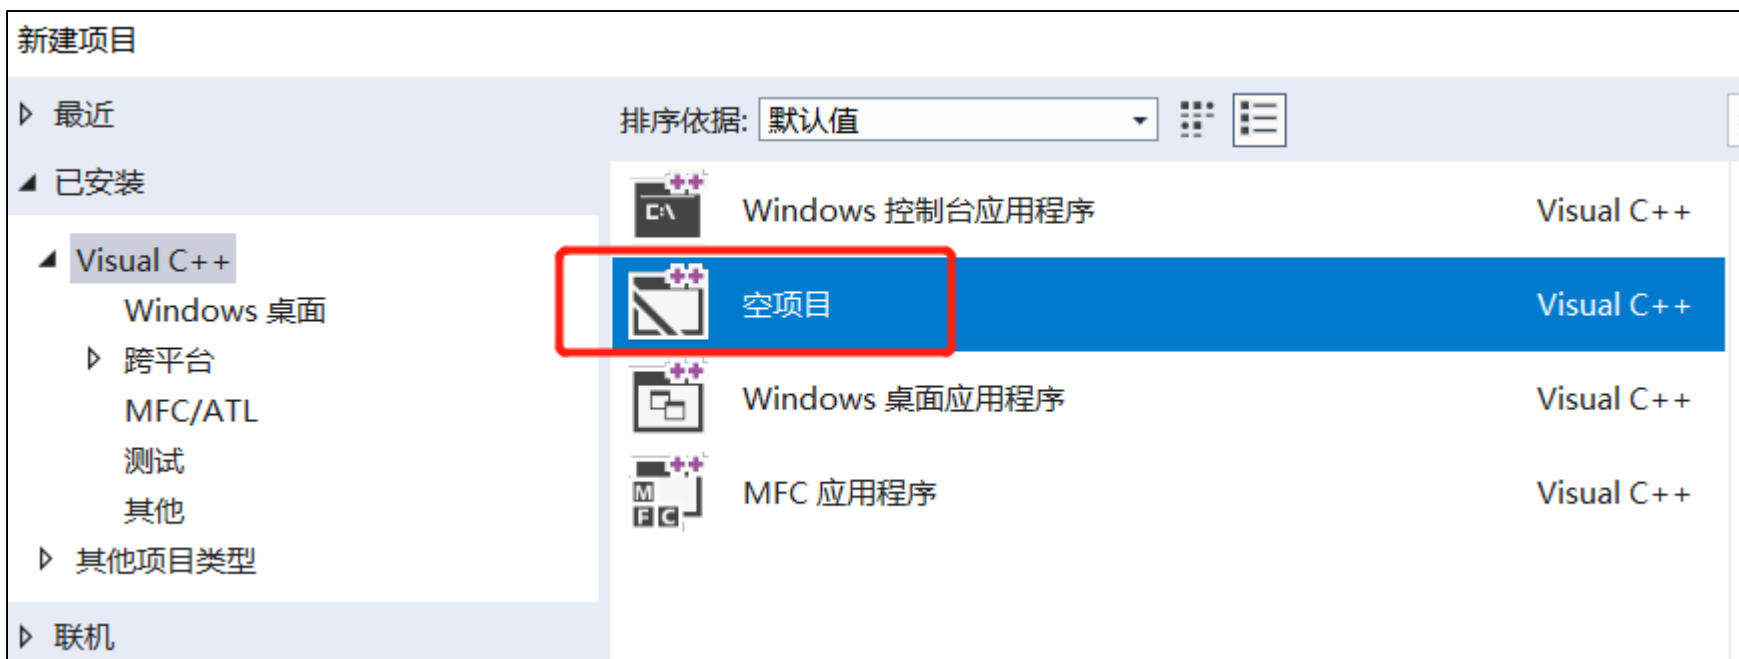 新建项目
最近
已安装
Visual C++
Windows 桌面
跨平台
MFC/ATL
测试
其他
其他项目类型
联机
排序依据: 默认值
Windows 控制台应用程序 Visual C++
空项目 Visual C++
Windows 桌面应用程序 Visual C++
MFC 应用程序 Visual C++